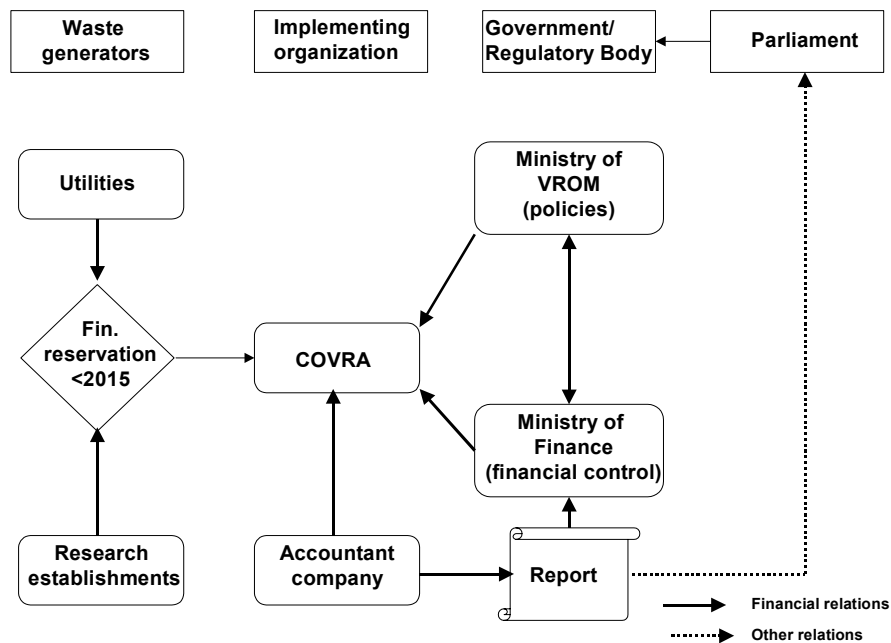 Waste
generators
Implementing
organization
Government/
Regulatory Body
Parliament
Utilities
Ministry of
VROM
(policies)
Fin.
reservation
<2015
COVRA
Ministry of
Finance
(financial control)
Research
establishments
Accountant
company
Report
Financial relations
Other relations